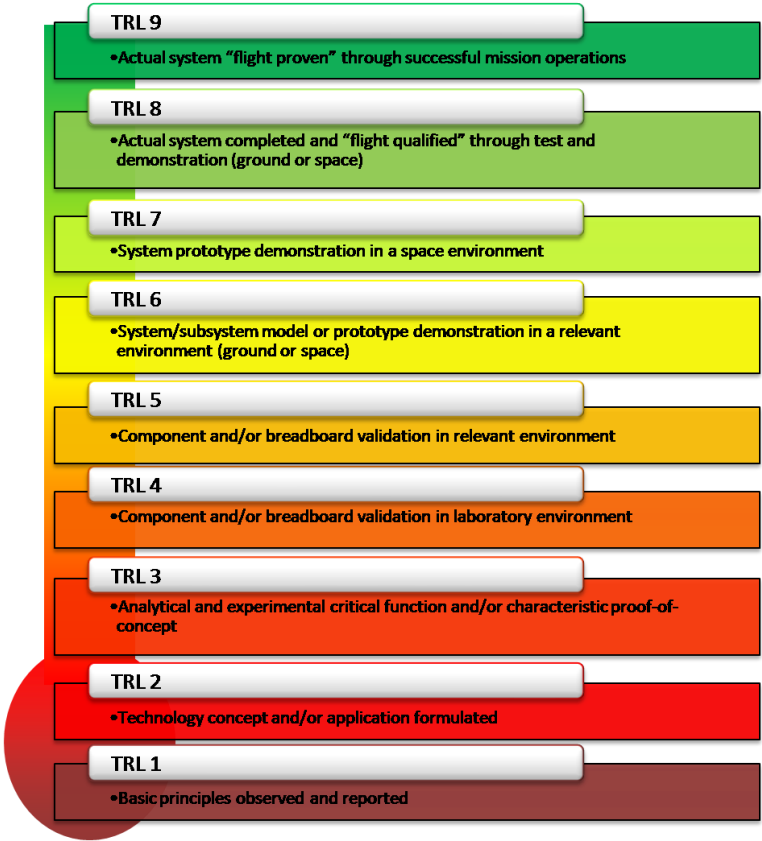 TRL 9
•Actual system “flight proven” through successful mission operations
TRL 8
•Actual system completed and “flight qualified” through test and
demonstration (ground or space)
TRL 7
•System prototype demonstration in a space environment
TRL 6
•System/subsystem model or prototype demonstration in a relevant
environment (ground or space)
TRL 5
•Component and/or breadboard validation in relevant environment
TRL 4
•Component and/or breadboard validation in laboratory environment
TRL 3
•Analytical and experimental critical function and/or characteristic proof-of-
concept
TRL 2
•Technology concept and/or application formulated
TRL 1
•Basic principles observed and reported